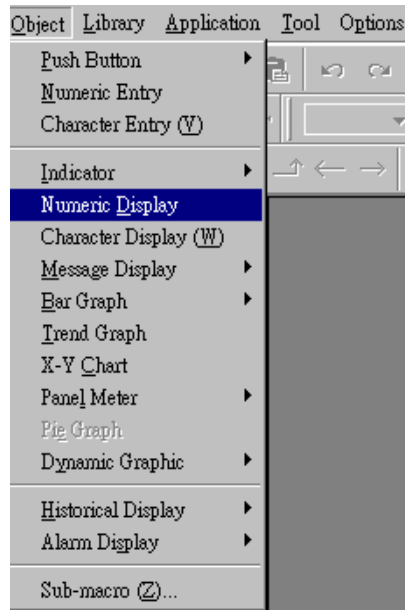 Object Library Application Tool Options
Push Button
Numeric Entry
Character Entry (V)
Indicator
Numeric Display
Character Display (W)
Message Display
Bar Graph
Trend Graph
X-Y Chart
Panel Meter
Pie Graph
Dynamic Graphic
Historical Display
Alarm Display
Sub-macro (Z)...